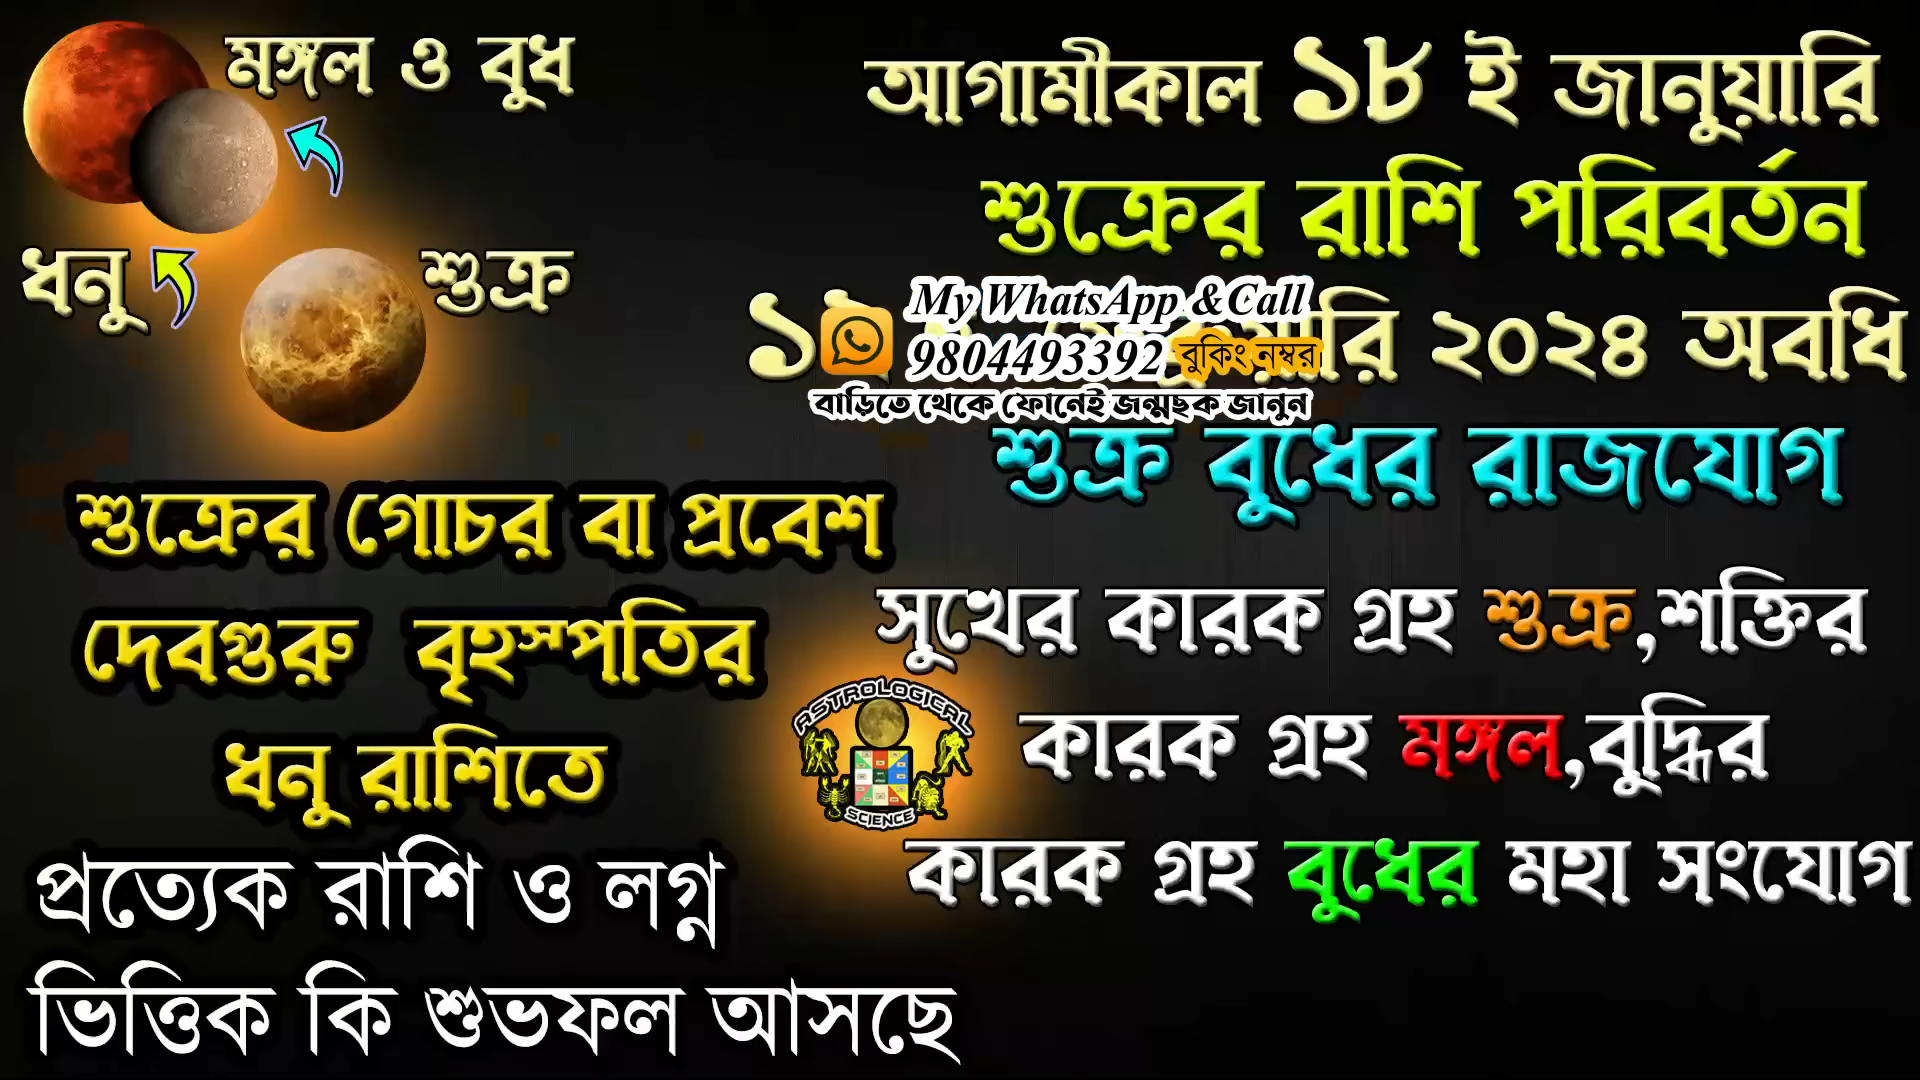 মঙ্গল ও বুধ
ধনু
শুক্র
শুক্রের গোচর বা প্রবেশ
দেবগুরু বৃহস্পতির
ধনু রাশিতে
প্রত্যেক রাশি ও লগ্ন
ভিত্তিক কি শুভফল আসছে
আগামীকাল ১৮ ই জানুয়ারি
শুক্রের রাশি পরিবর্তন
২০২৪ অবধি
My WhatsApp &Call
9804493392 বুকিং নম্বর
বাড়িতে থেকে ফোনেই জন্মছক জানুন
শুক্র বুধের রাজযোগ
সুখের কারক গ্রহ শুক্র,শক্তির
কারক গ্রহ মঙ্গল,বুদ্ধির
কারক গ্রহ বুধের মহা সংযোগ
ASTROLOGICAL
SCIENCE